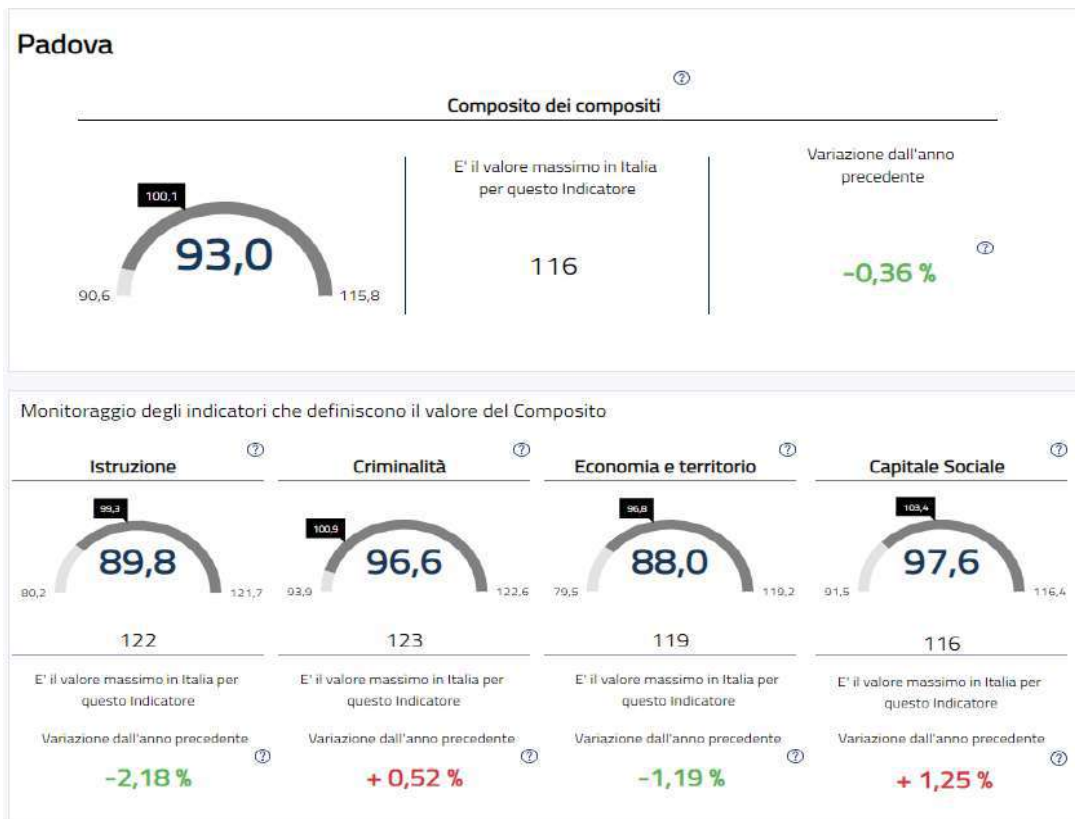 Padova
Composito dei compositi
100,1
93,0
90,6
115,8
E' il valore massimo in Italia
per questo Indicatore
116
Variazione dall'anno
precedente
-0,36 %
Monitoraggio degli indicatori che definiscono il valore del Composito
Istruzione
99,3
89,8
80,2
121,7
122
E' il valore massimo in Italia per
questo Indicatore
Variazione dall'anno precedente
-2,18 %
Criminalità
100,9
96,6
93,9
122,6
123
E' il valore massimo in Italia per
questo Indicatore
Variazione dall'anno precedente
+ 0,52 %
Economia e territorio
96,8
88,0
79,5
119,2
119
E' il valore massimo in Italia per
questo Indicatore
Variazione dall'anno precedente
-1,19 %
Capitale Sociale
103,4
97,6
91,5
116,4
116
E' il valore massimo in Italia per
questo Indicatore
Variazione dall'anno precedente
+ 1,25 %